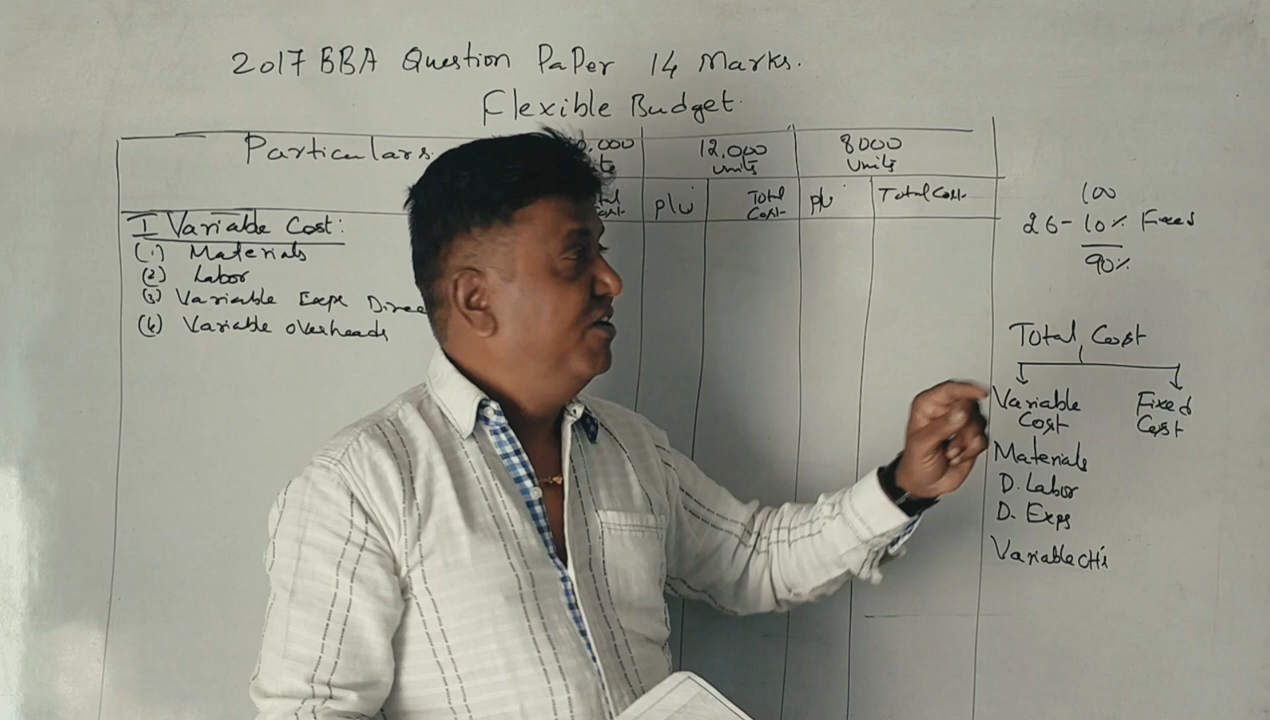 2017 BBA Question PaPer 14 Marks.
Flexible Budget.
Particulars.
12,000 units
8000 units
p/u Total Cost
p/u Total Cost
I Variable Cost:
(1) Materials
(2) Labor
(3) Variable Exps
(4) Variable overheads
100
26- 10% Fixed
90%
Total Cost
Variable Cost
Fixed Cost
Materials
D. Labor
D. Exps
Variable